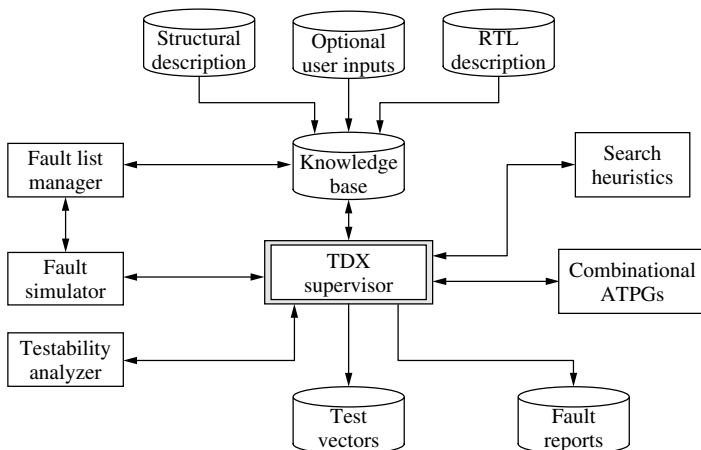 Structural
description
Optional
user inputs
RTL
description
Fault list
manager
Knowledge
base
Search
heuristics
Fault
simulator
TDX
supervisor
Combinational
ATPGs
Testability
analyzer
Test
vectors
Fault
reports